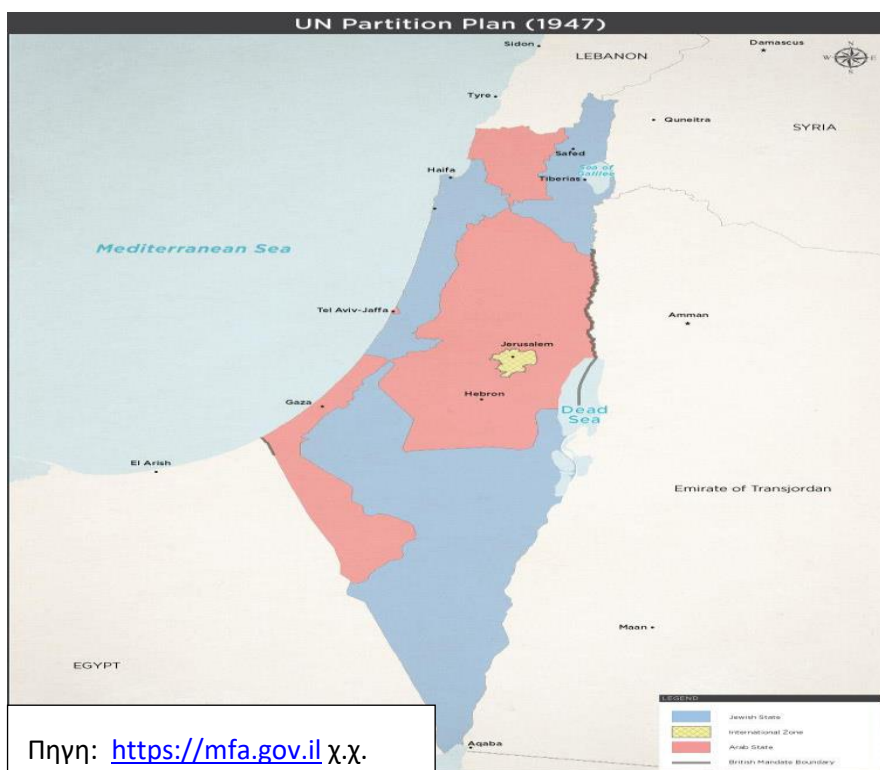 UN Partition Plan (1947)
Sidon
LEBANON
Damascus
N
W E
S
Tyre
Quneitra
SYRIA
Safed
Sea of
Galilee
Haifa
Tiberias
Mediterranean Sea
Tel Aviv-Jaffa
Amman
Jerusalem
Gaza
Hebron
Dead
Sea
El Arish
Emirate of Transjordan
Maan
EGYPT
LEGEND
Jewish State
International Zone
Arab State
British Mandate Boundary
Aqaba
Πηγη: https://mfa.gov.il χ.χ.